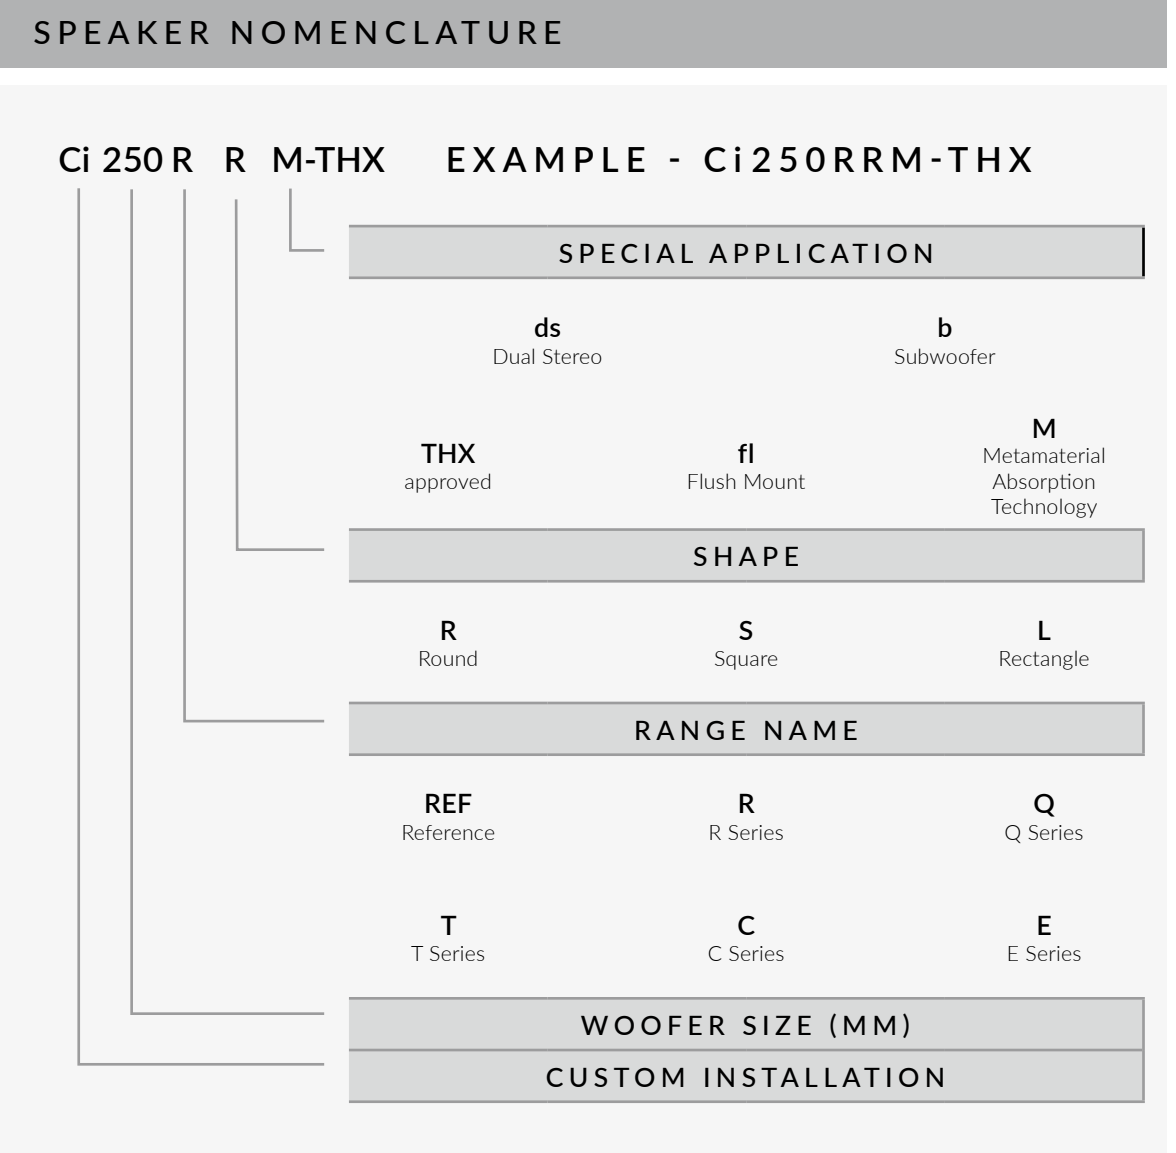 SPEAKER NOMENCLATURE
Ci 250 R R M-THX EXAMPLE - Ci250RRM-THX
SPECIAL APPLICATION
ds b
Dual Stereo Subwoofer
M
THX fl Metamaterial
approved Flush Mount Absorption
Technology
SHAPE
R S L
Round Square Rectangle
RANGE NAME
REF R Q
Reference R Series Q Series
T C E
T Series C Series E Series
WOOFER SIZE (MM)
CUSTOM INSTALLATION